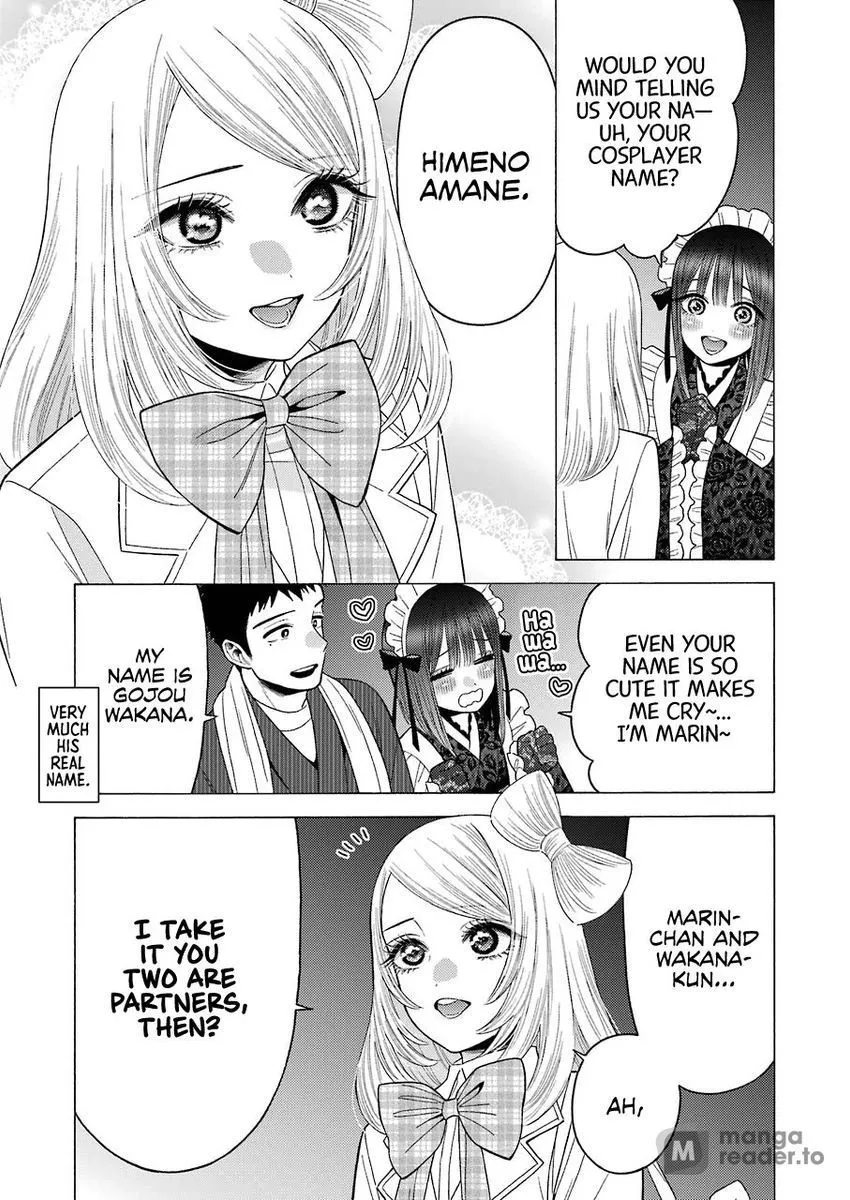 WOULD YOU
MIND TELLING
US YOUR NA—
UH, YOUR
COSPLAYER
NAME?
HIMENO
AMANE.
EVEN YOUR
NAME IS SO
CUTE IT MAKES
ME CRY~...
I'M MARIN~
Ha
wa
wa...
MY
NAME IS
GOJOU
WAKANA.
VERY
MUCH
HIS
REAL
NAME.
MARIN-
CHAN AND
WAKANA-
KUN...
AH,
I TAKE
IT YOU
TWO ARE
PARTNERS,
THEN?
M manga
reader.to